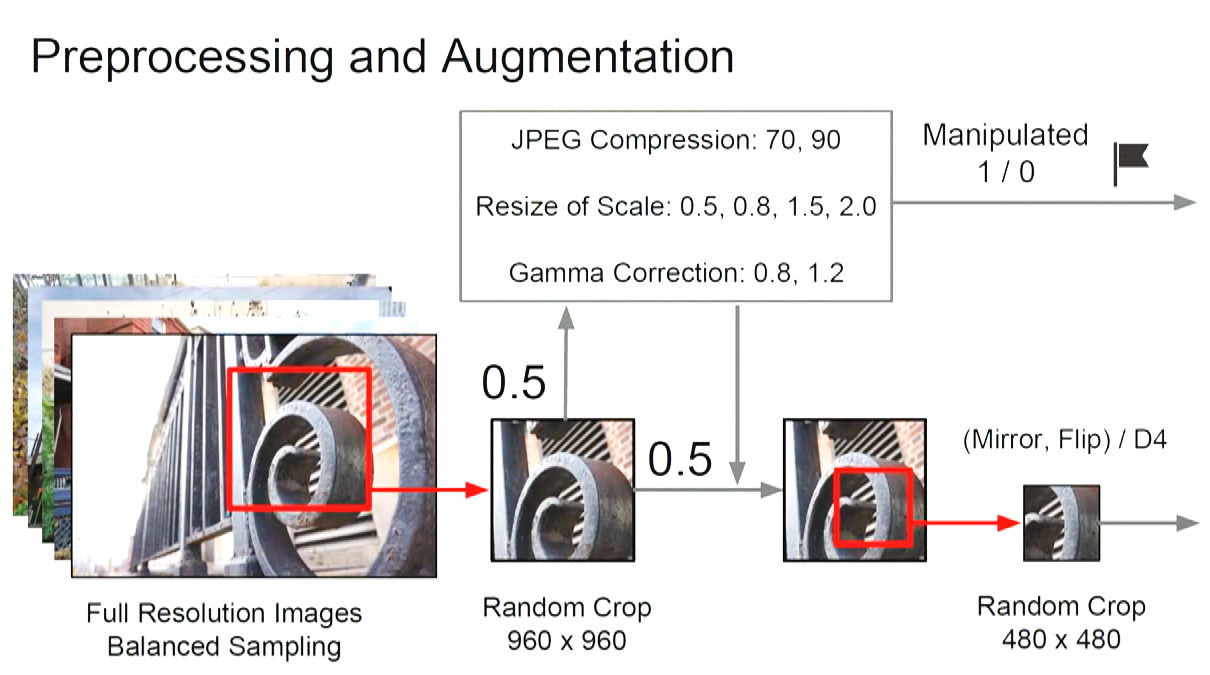 Preprocessing and Augmentation
JPEG Compression: 70, 90
Resize of Scale: 0.5, 0.8, 1.5, 2.0
Gamma Correction: 0.8, 1.2
Manipulated
1 / 0
0.5
0.5
(Mirror, Flip) / D4
Full Resolution Images
Balanced Sampling
Random Crop
960 x 960
Random Crop
480 x 480